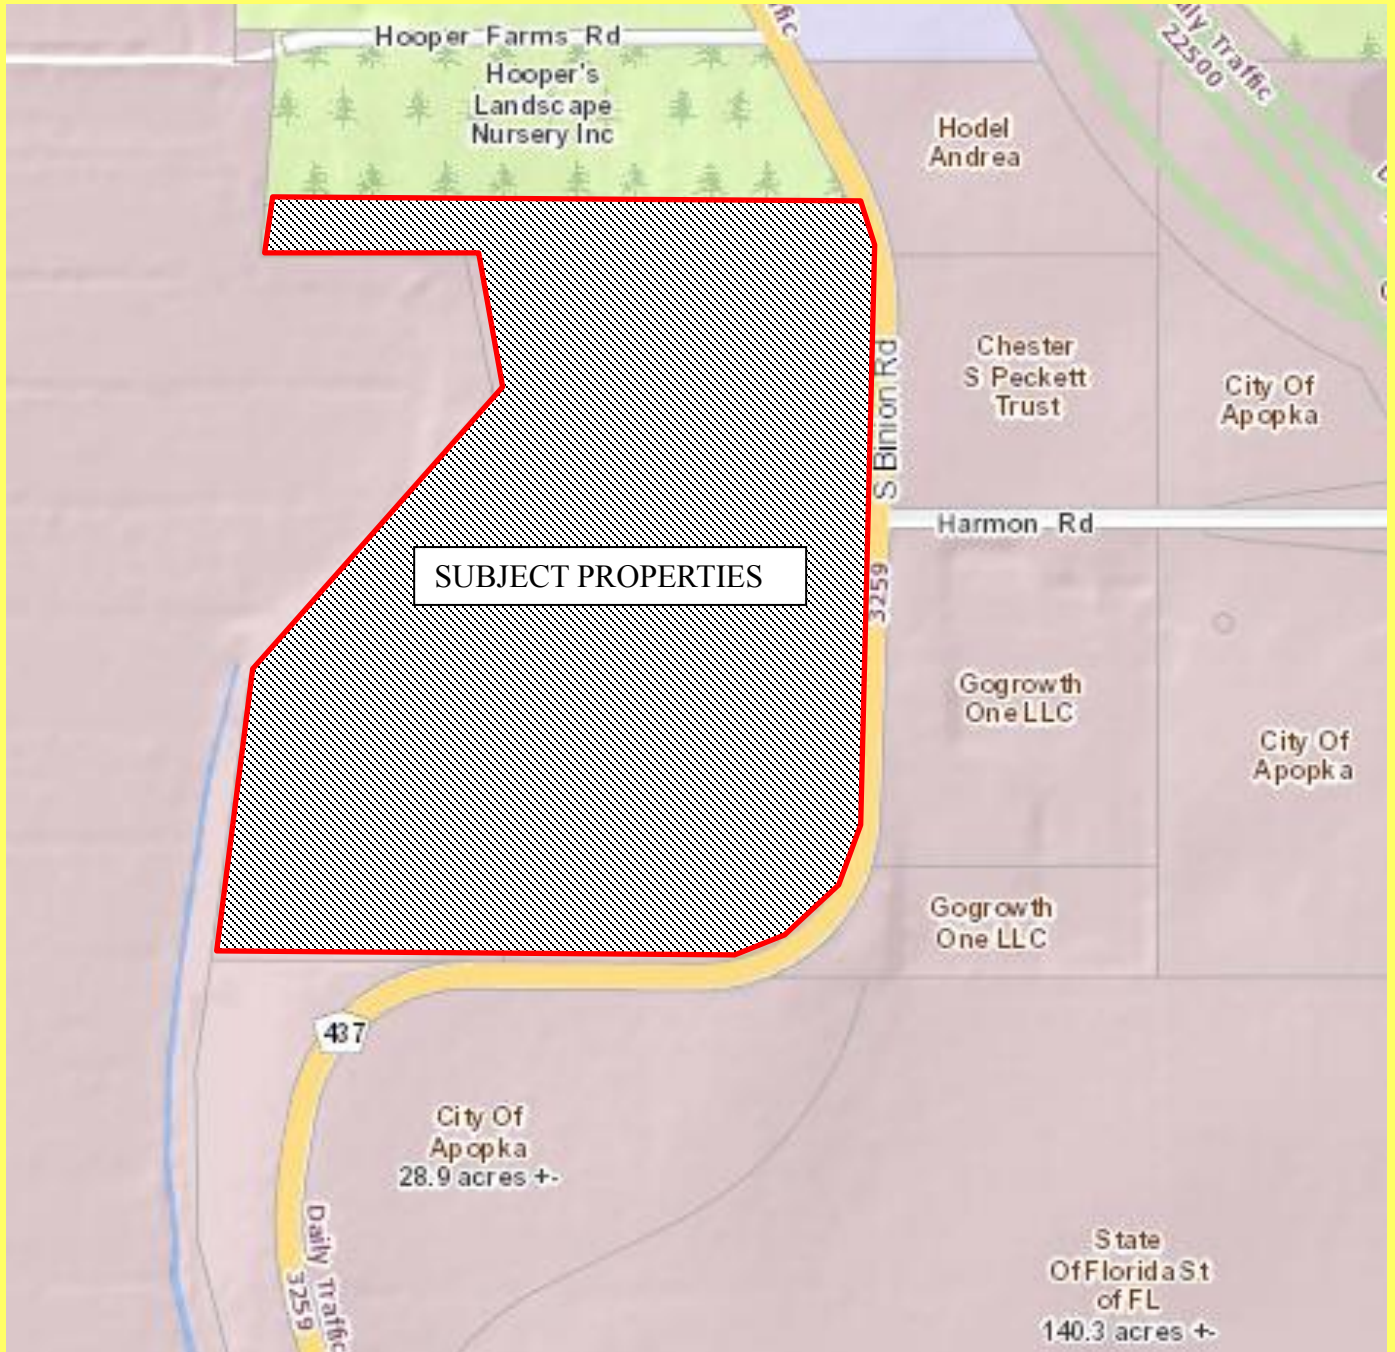 Hooper Farms Rd
Hooper's
Landscape
Nursery Inc
fic
ily Traffic
22500
Hodel
Andrea
Chester
S Peckett
Trust
City Of
Apopka
S Binion Rd
Harmon Rd
SUBJECT PROPERTIES
3259
Gogrowth
One LLC
City Of
Apopka
Gogrowth
One LLC
437
City Of
Apopka
28.9 acres +-
Daily Traffic
3259
State
Of Florida St
of FL
140.3 acres +-